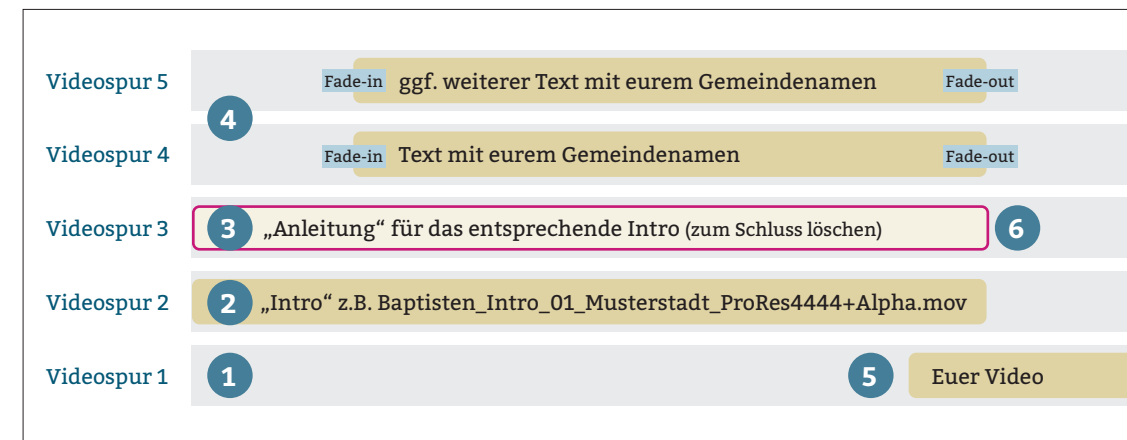 Videospur 5 Fade-in ggf. weiterer Text mit eurem Gemeindenamen Fade-out
4
Videospur 4 Fade-in Text mit eurem Gemeindenamen Fade-out
Videospur 3 3 „Anleitung“ für das entsprechende Intro (zum Schluss löschen) 6
Videospur 2 2 „Intro“ z.B. Baptisten_Intro_01_Musterstadt_ProRes4444+Alpha.mov
Videospur 1 1 5 Euer Video